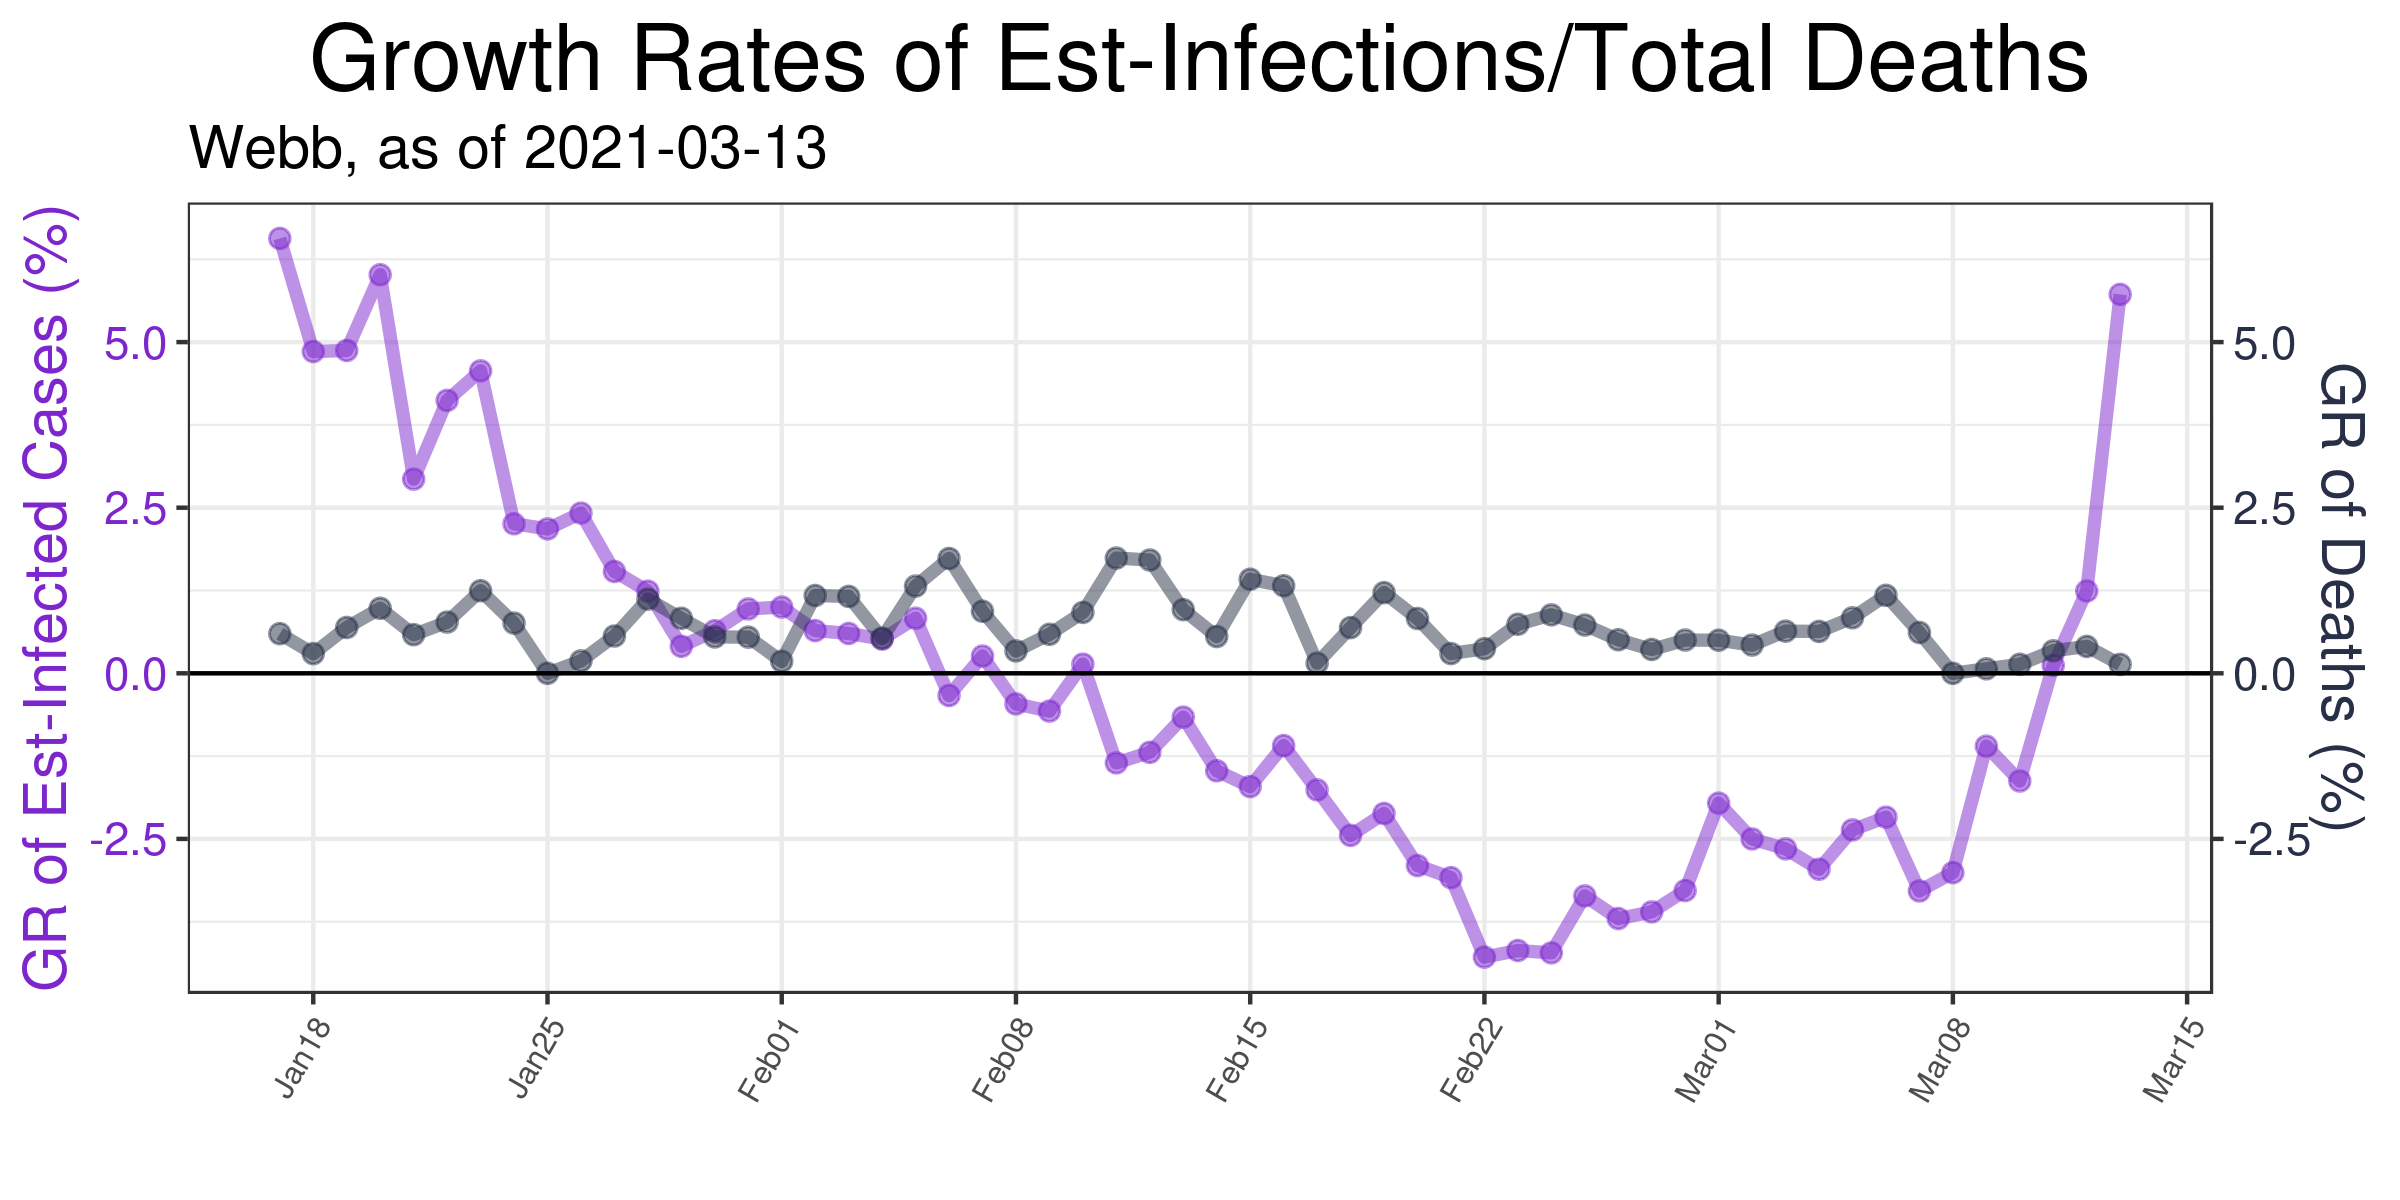 Growth Rates of Est-Infections/Total Deaths
Webb, as of 2021-03-13
GR of Est-Infected Cases (%)
5.0
2.5
0.0
-2.5
5.0
2.5
0.0
-2.5
GR of Deaths (%)
Jan18
Jan25
Feb01
Feb08
Feb15
Feb22
Mar01
Mar08
Mar15